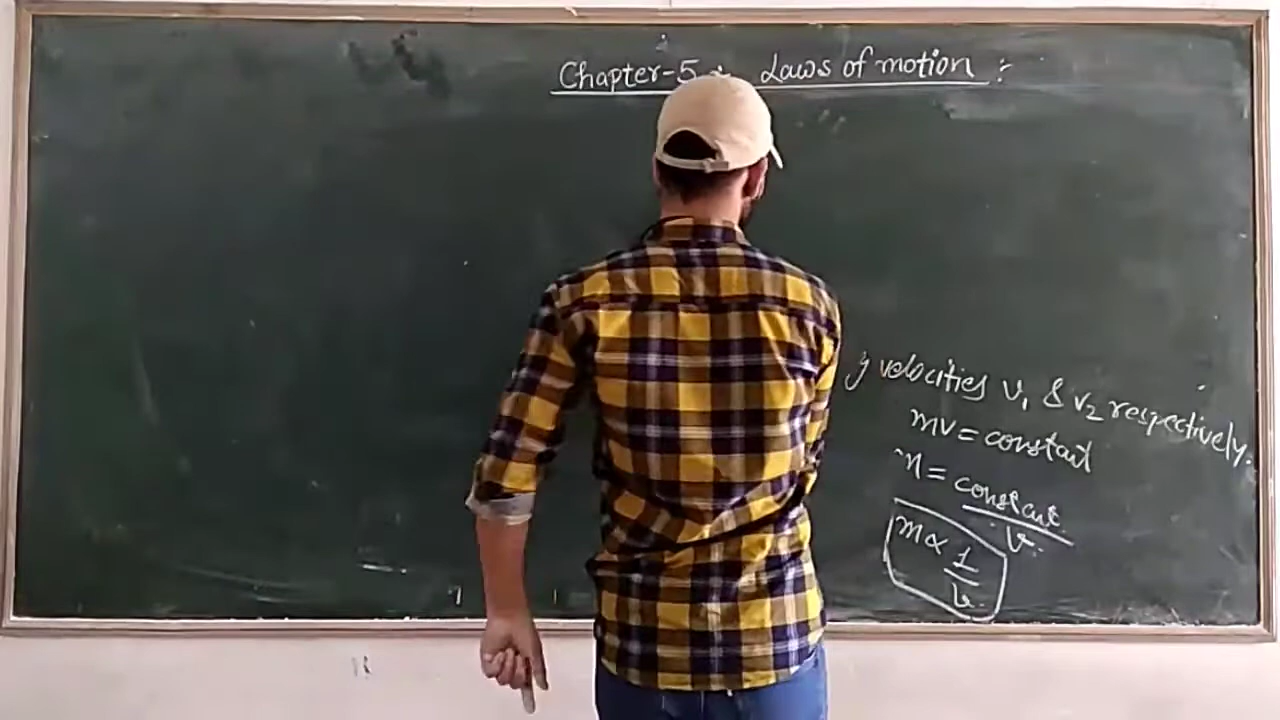 Chapter-5 : Laws of motion :-
y velocities v₁ & v₂ respectively.
mv = constant
m = constant / v
m ∝ 1 / v